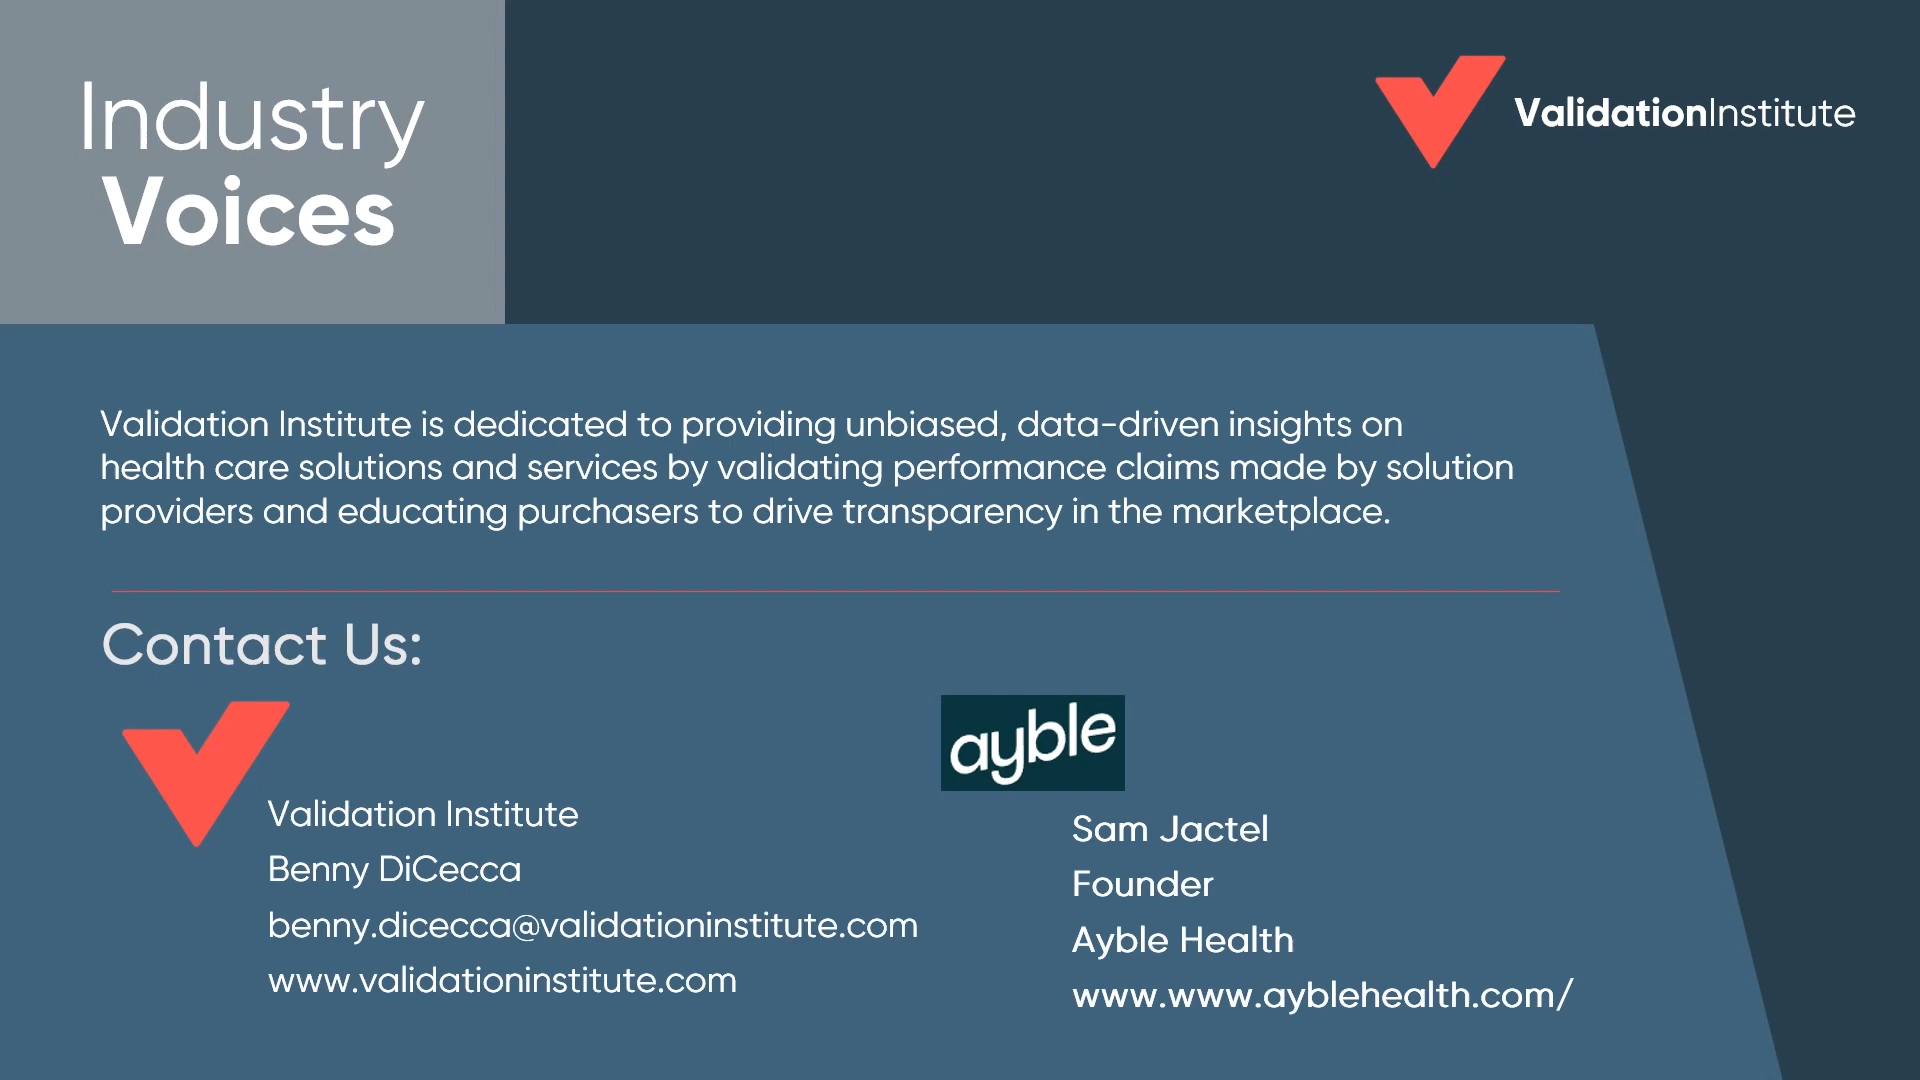 Industry
Voices
ValidationInstitute
Validation Institute is dedicated to providing unbiased, data-driven insights on
health care solutions and services by validating performance claims made by solution
providers and educating purchasers to drive transparency in the marketplace.
Contact Us:
Validation Institute
Benny DiCecca
benny.dicecca@validationinstitute.com
www.validationinstitute.com
ayble
Sam Jactel
Founder
Ayble Health
www.www.ayblehealth.com/